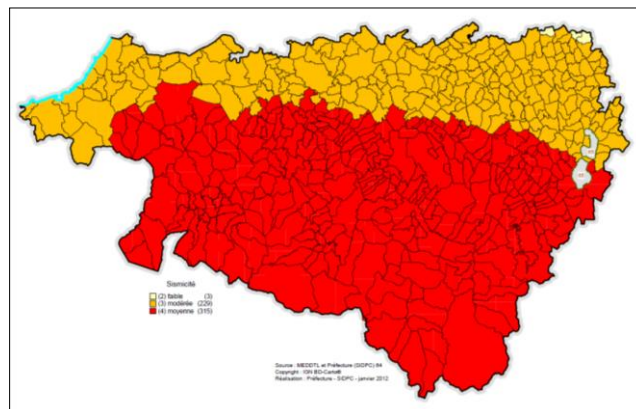 Sismicité
(2) faible (3)
(3) modérée (229)
(4) moyenne (315)
Source : MEDDTL et Préfecture (SIDPC) 64
Copyright : IGN BD-Carto®
Réalisation : Préfecture - SIDPC - janvier 2012